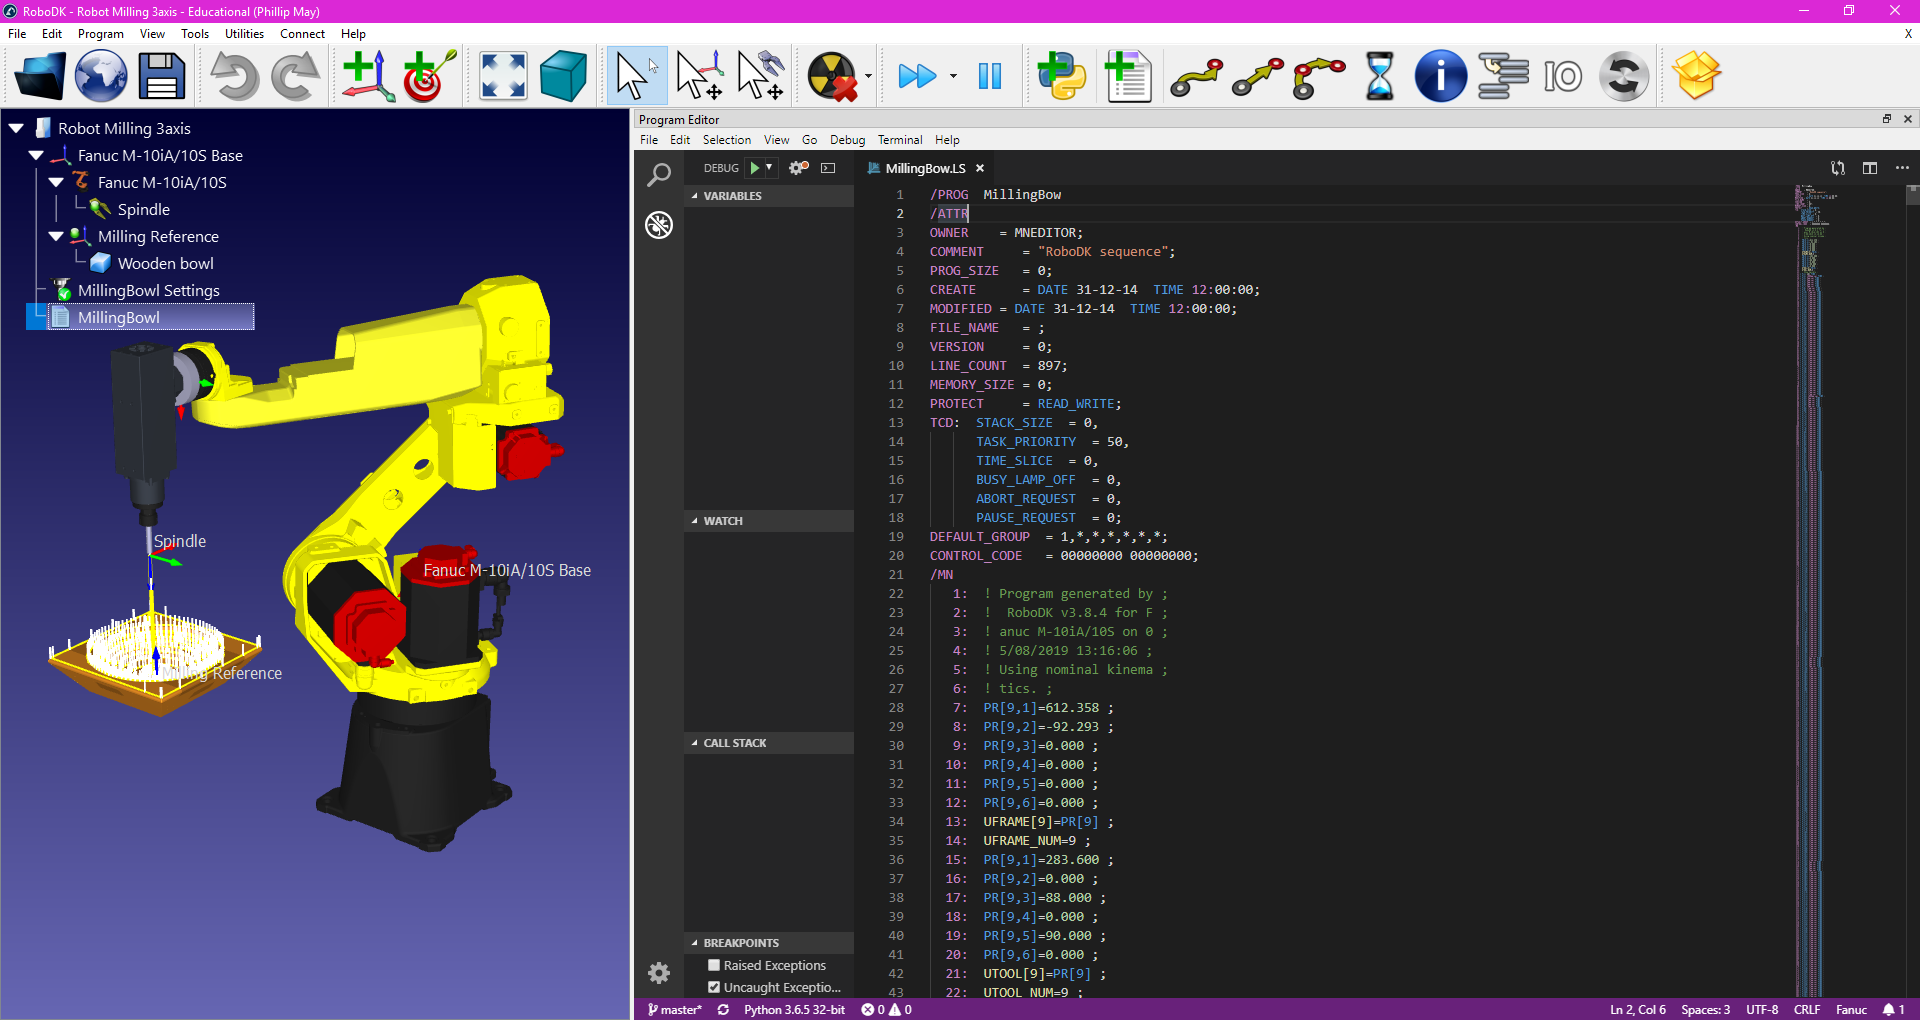 RoboDK - Robot Milling 3axis - Educational (Phillip May)
File Edit Program View Tools Utilities Connect Help
X
IO
Robot Milling 3axis
Fanuc M-10iA/10S Base
Fanuc M-10iA/10S
Spindle
Milling Reference
Wooden bowl
MillingBowl Settings
MillingBowl
Spindle
Fanuc M-10iA/10S Base
Milling Reference
Program Editor
File Edit Selection View Go Debug Terminal Help
DEBUG
VARIABLES
WATCH
CALL STACK
BREAKPOINTS
Raised Exceptions
Uncaught Exceptio...
MillingBow.LS
1 /PROG MillingBow
2 /ATTR
3 OWNER = MNEDITOR;
4 COMMENT = "RoboDK sequence";
5 PROG_SIZE = 0;
6 CREATE = DATE 31-12-14 TIME 12:00:00;
7 MODIFIED = DATE 31-12-14 TIME 12:00:00;
8 FILE_NAME = ;
9 VERSION = 0;
10 LINE_COUNT = 897;
11 MEMORY_SIZE = 0;
12 PROTECT = READ_WRITE;
13 TCD: STACK_SIZE = 0,
14 TASK_PRIORITY = 50,
15 TIME_SLICE = 0,
16 BUSY_LAMP_OFF = 0,
17 ABORT_REQUEST = 0,
18 PAUSE_REQUEST = 0;
19 DEFAULT_GROUP = 1,*,*,*,*,*,*;
20 CONTROL_CODE = 00000000 00000000;
21 /MN
22 1: ! Program generated by ;
23 2: ! RoboDK v3.8.4 for F ;
24 3: ! anuc M-10iA/10S on 0 ;
25 4: ! 5/08/2019 13:16:06 ;
26 5: ! Using nominal kinema ;
27 6: ! tics. ;
28 7: PR[9,1]=612.358 ;
29 8: PR[9,2]=-92.293 ;
30 9: PR[9,3]=0.000 ;
31 10: PR[9,4]=0.000 ;
32 11: PR[9,5]=0.000 ;
33 12: PR[9,6]=0.000 ;
34 13: UFRAME[9]=PR[9] ;
35 14: UFRAME_NUM=9 ;
36 15: PR[9,1]=283.600 ;
37 16: PR[9,2]=0.000 ;
38 17: PR[9,3]=88.000 ;
39 18: PR[9,4]=0.000 ;
40 19: PR[9,5]=90.000 ;
41 20: PR[9,6]=0.000 ;
42 21: UTOOL[9]=PR[9] ;
43 22: UTOOL_NUM=9 ;
master* Python 3.6.5 32-bit 0 0 Ln 2, Col 6 Spaces: 3 UTF-8 CRLF Fanuc 1